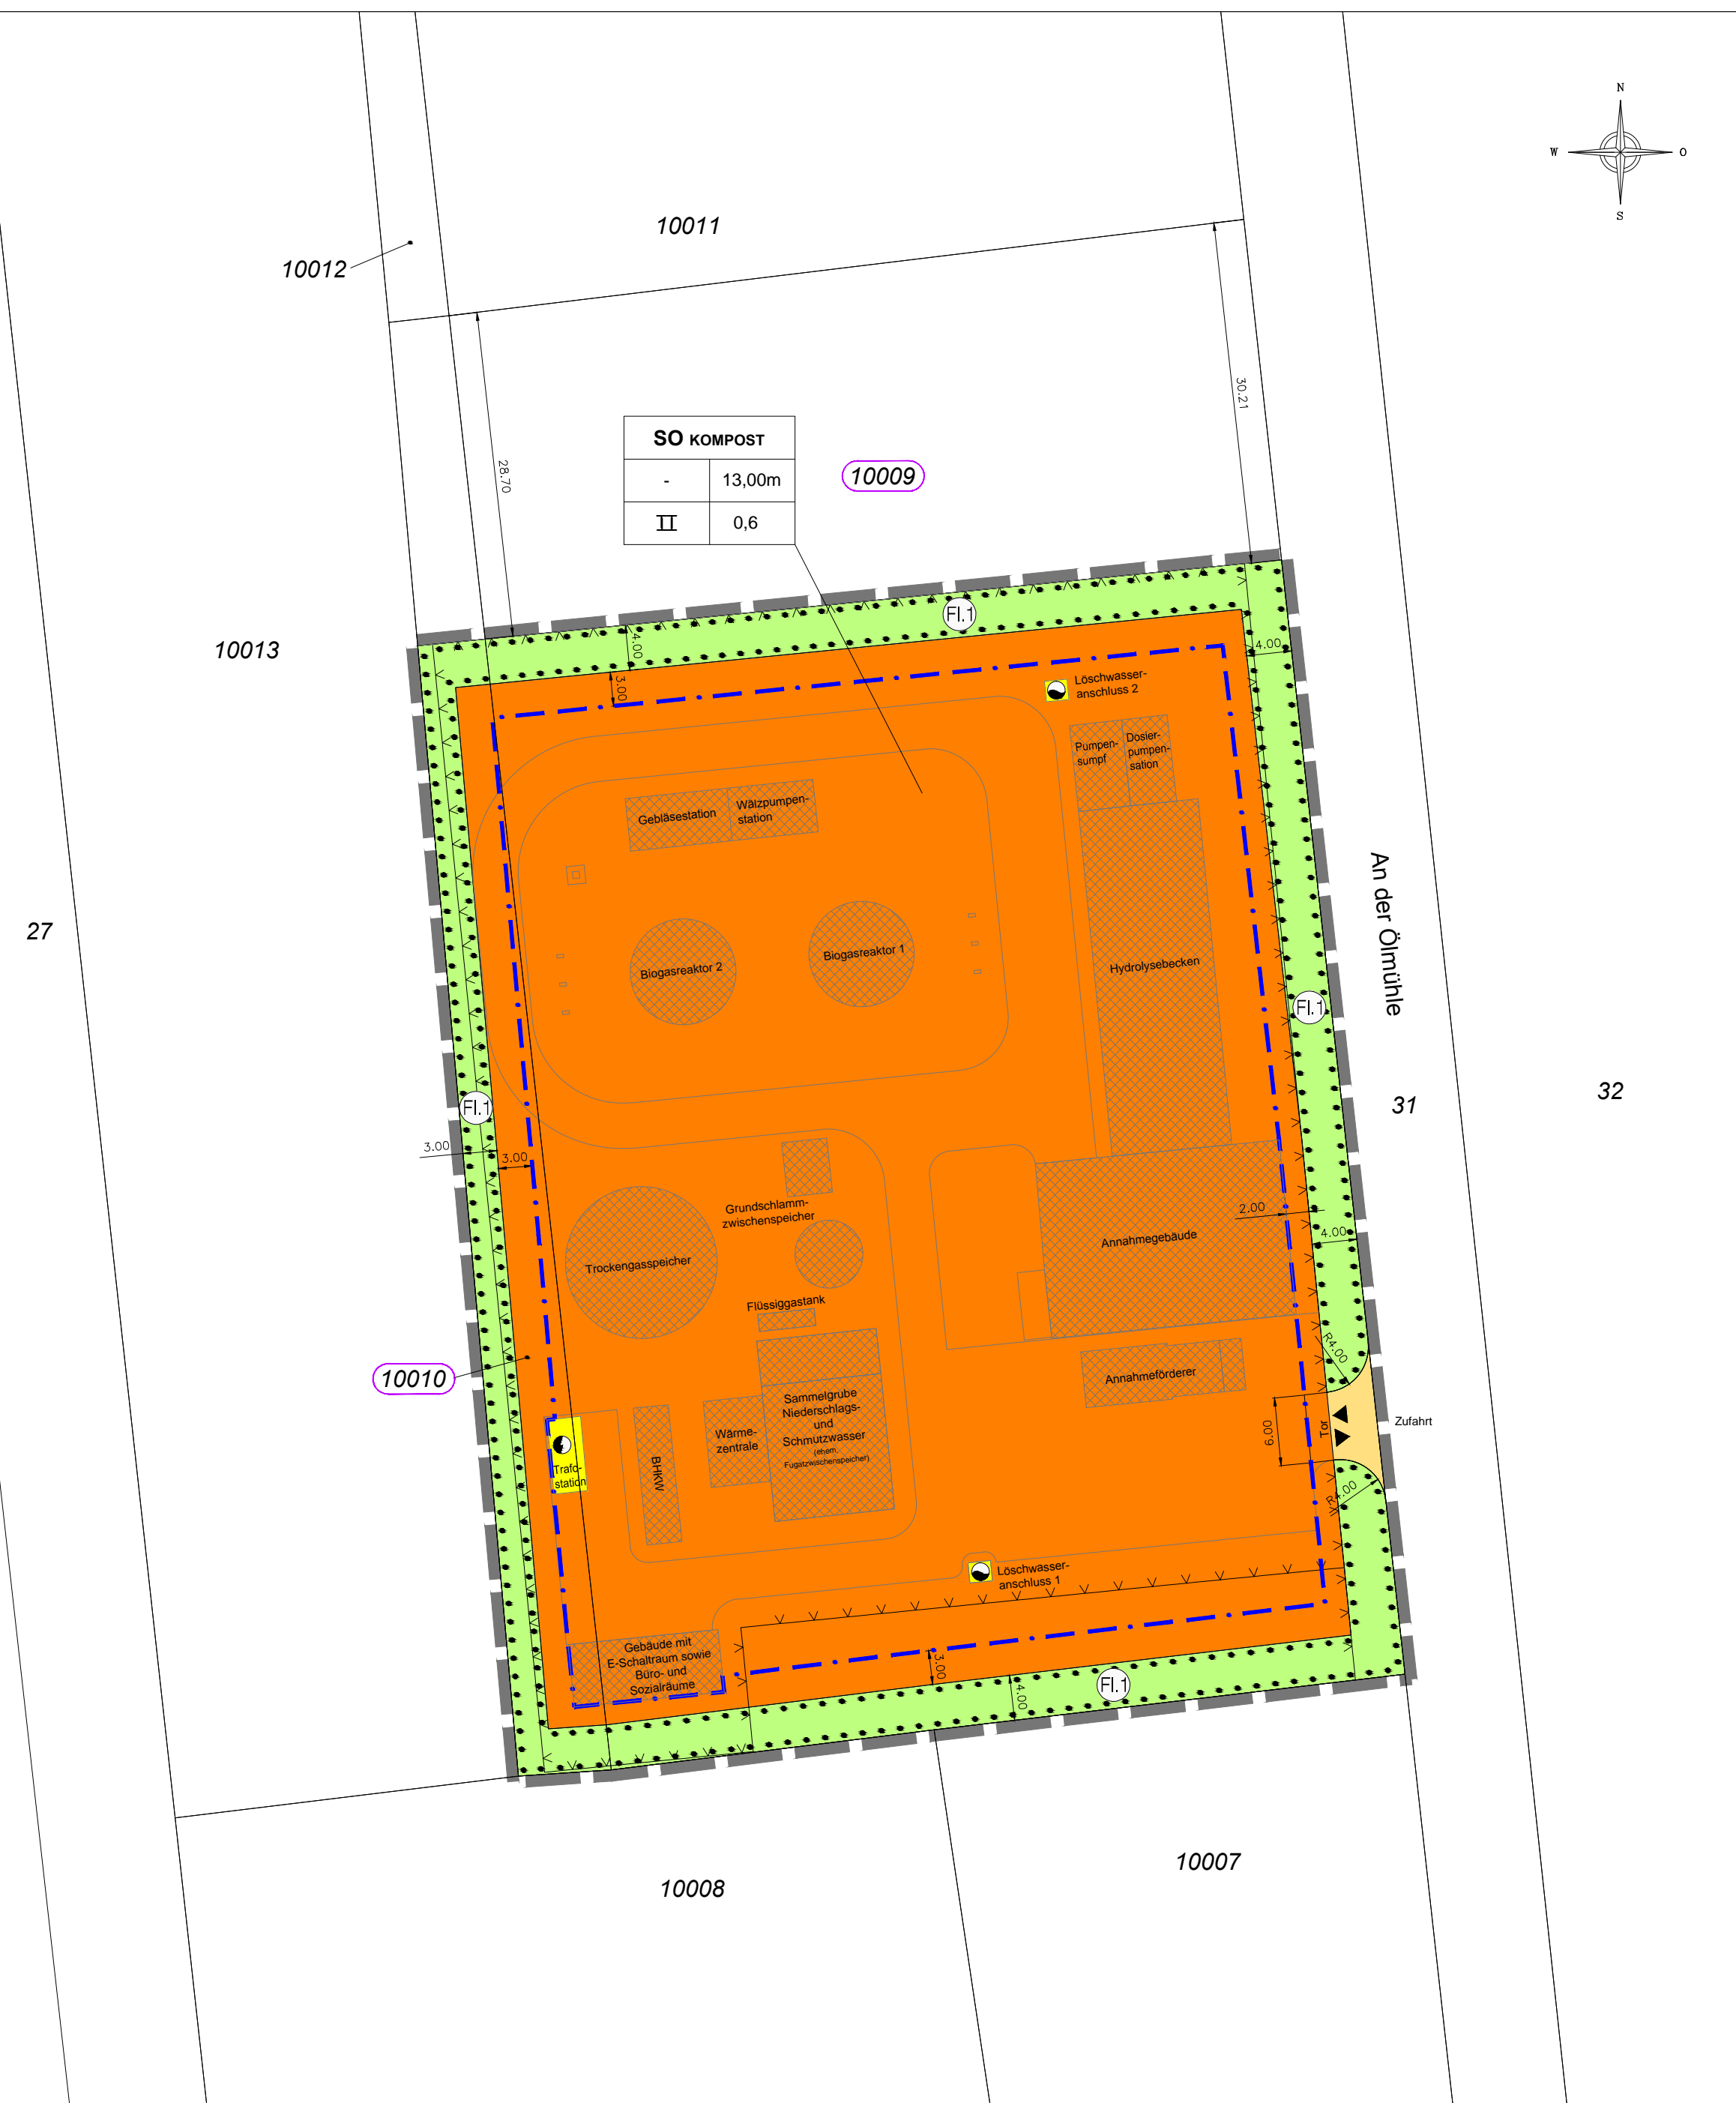 N
W
O
S
10011
10012
30.21
28.70
SO KOMPOST
-
13,00m
II
0,6
10009
10013
Fl.1
4.00
3.00
4.00
Löschwasser-
anschluss 2
Pumpen-
sumpf
Dosier-
pumpen-
sation
Gebläsestation
Wälzpumpen-
station
An der Ölmühle
27
Biogasreaktor 2
Biogasreaktor 1
Hydrolysebecken
Fl.1
Fl.1
31
32
3.00
3.00
Grundschlamm-
zwischenspeicher
2.00
4.00
Annahmegebäude
Trockengasspeicher
Flüssiggastank
R4.00
10010
Annahmeförderer
Sammelgrube
Niederschlags-
und
Schmutzwasser
(ehem.
Fugatzwischenspeicher)
Wärme-
zentrale
BHKW
Trafo-
station
6.00
Tor
Zufahrt
R4.00
Löschwasser-
anschluss 1
Gebäude mit
E-Schaltraum sowie
Büro- und
Sozialräume
3.00
4.00
Fl.1
10008
10007